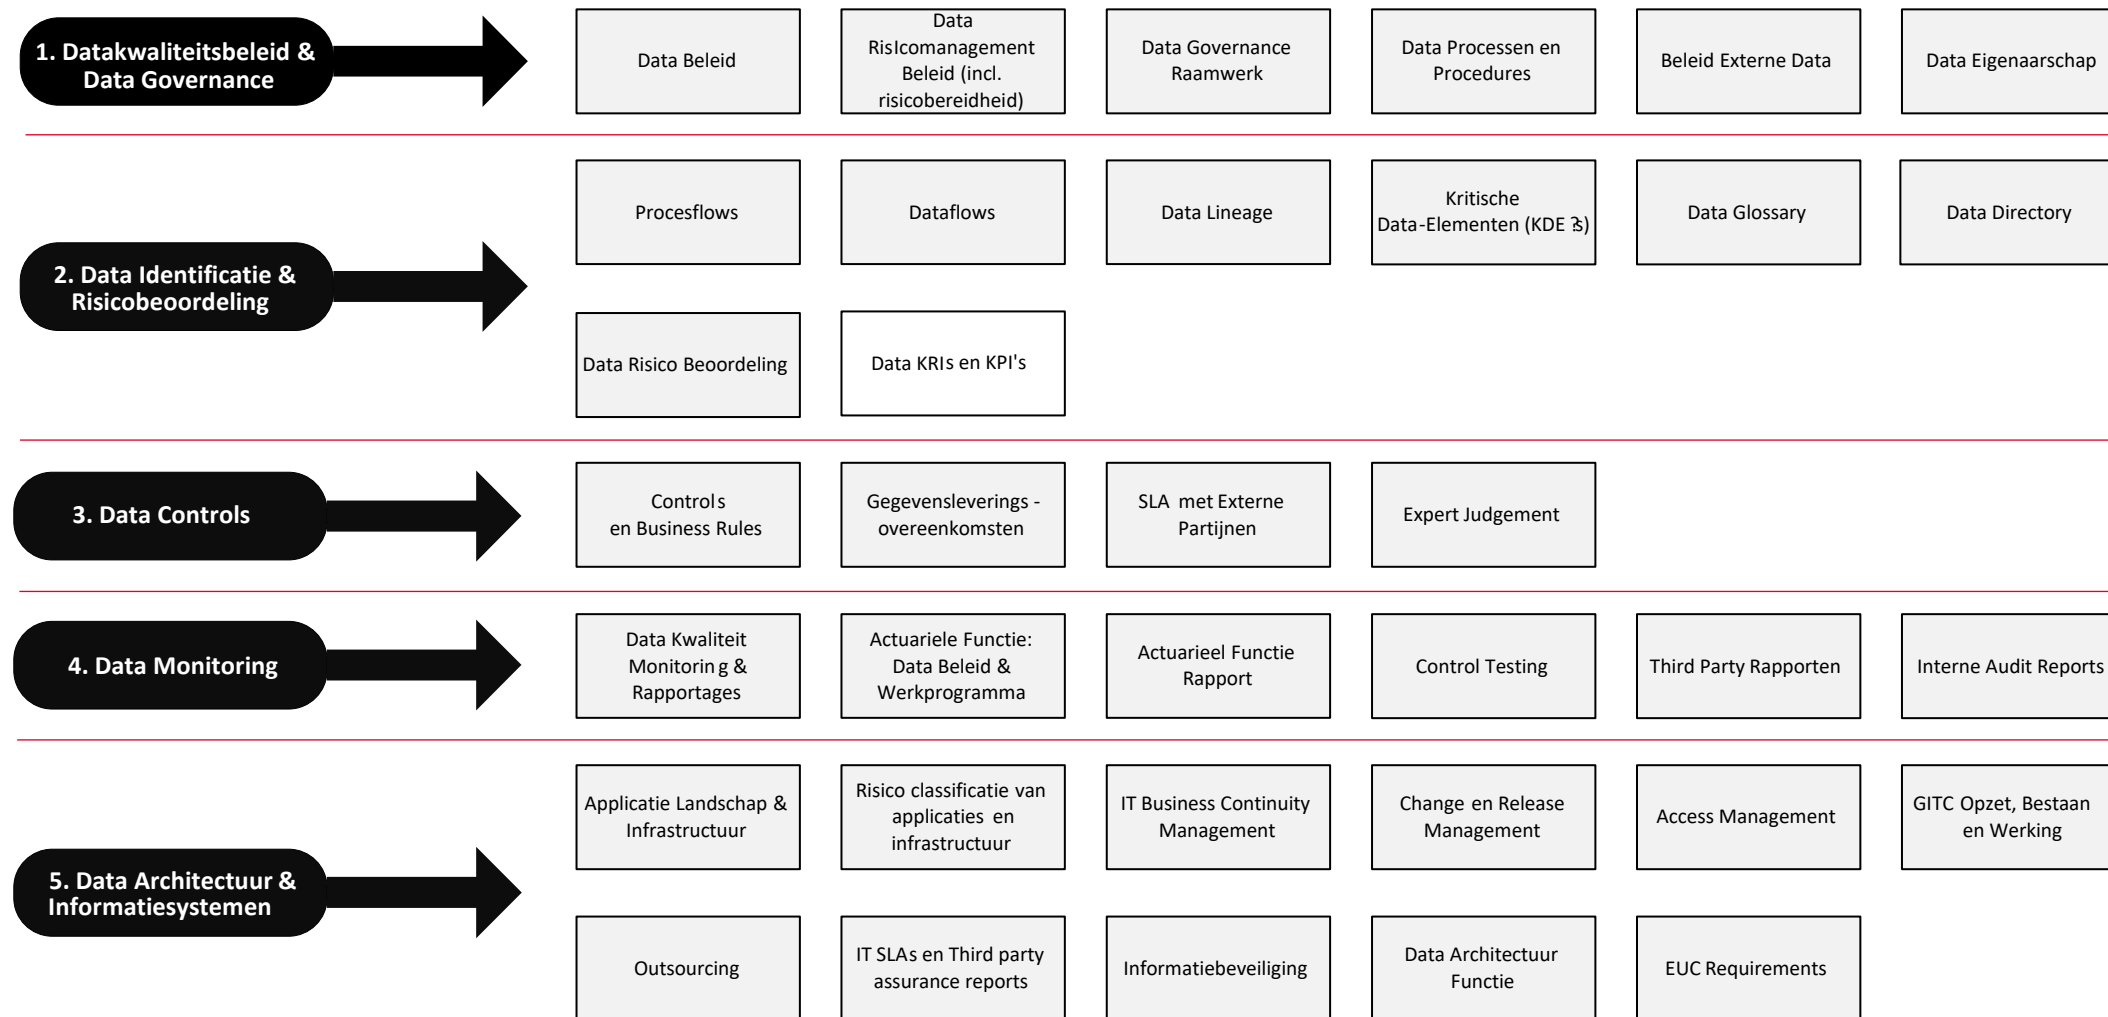 1. Datakwaliteitsbeleid &
Data Governance
Data Beleid
Data
RisIcomanagement
Beleid (incl.
risicobereidheid)
Data Governance
Raamwerk
Data Processen en
Procedures
Beleid Externe Data
Data Eigenaarschap
2. Data Identificatie &
Risicobeoordeling
Procesflows
Dataflows
Data Lineage
Kritische
Data-Elementen (KDE ?s)
Data Glossary
Data Directory
Data Risico Beoordeling
Data KRIs en KPI's
3. Data Controls
Controls
en Business Rules
Gegevensleverings -
overeenkomsten
SLA met Externe
Partijnen
Expert Judgement
4. Data Monitoring
Data Kwaliteit
Monitoring &
Rapportages
Actuariele Functie:
Data Beleid &
Werkprogramma
Actuarieel Functie
Rapport
Control Testing
Third Party Rapporten
Interne Audit Reports
5. Data Architectuur &
Informatiesystemen
Applicatie Landschap &
Infrastructuur
Risico classificatie van
applicaties en
infrastructuur
IT Business Continuity
Management
Change en Release
Management
Access Management
GITC Opzet, Bestaan
en Werking
Outsourcing
IT SLAs en Third party
assurance reports
Informatiebeveiliging
Data Architectuur
Functie
EUC Requirements